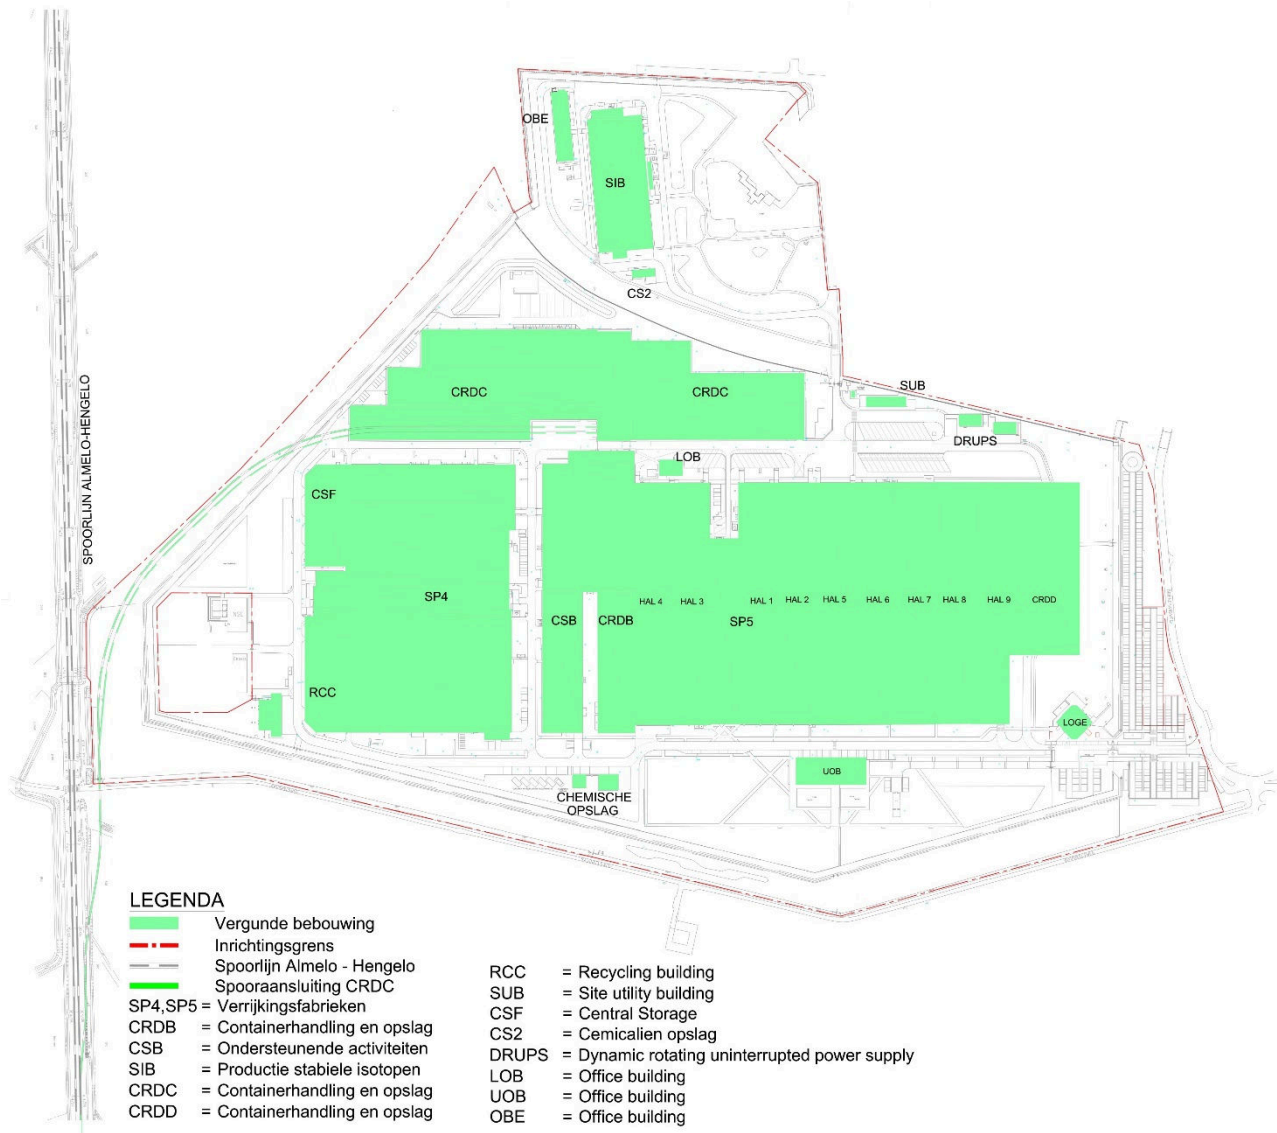 OBE
SIB
CS2
SPOORLIJN ALMELO-HENGELO
CRDC
CRDC
SUB
DRUPS
LOB
CSF
SP4
RCC
CSB
CRDB
HAL 4
HAL 3
HAL 1
HAL 2
HAL 5
HAL 6
HAL 7
HAL 8
HAL 9
CRDD
SP5
LOGE
UOB
CHEMISCHE
OPSLAG
LEGENDA
Vergunde bebouwing
Inrichtingsgrens
Spoorlijn Almelo - Hengelo
Spooraansluiting CRDC
SP4,SP5 = Verrijkingsfabrieken
CRDB = Containerhandling en opslag
CSB = Ondersteunende activiteiten
SIB = Productie stabiele isotopen
CRDC = Containerhandling en opslag
CRDD = Containerhandling en opslag
RCC = Recycling building
SUB = Site utility building
CSF = Central Storage
CS2 = Cemicalien opslag
DRUPS = Dynamic rotating uninterrupted power supply
LOB = Office building
UOB = Office building
OBE = Office building